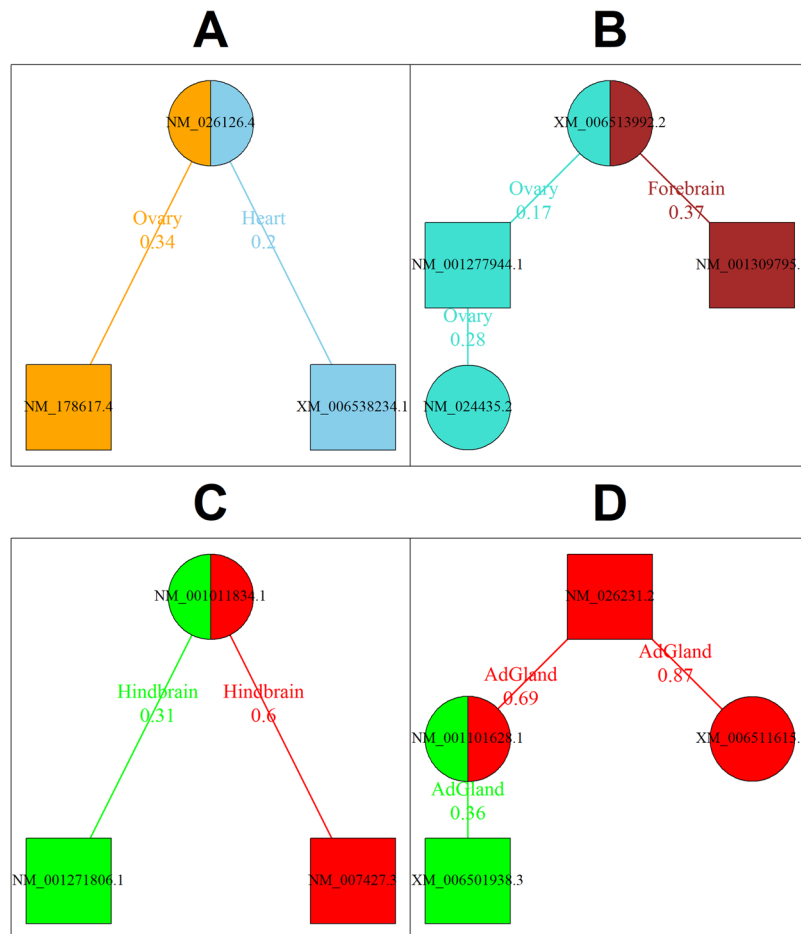 A
B
NM_026126.4
XM_006513992.2
Ovary
0.34
Heart
0.2
Ovary
0.17
Forebrain
0.37
NM_001277944.1
NM_001309795.
Ovary
0.28
NM_178617.4
XM_006538234.1
NM_024435.2
C
D
NM_001011834.1
NM_026231.2
Hindbrain
0.31
Hindbrain
0.6
AdGland
0.69
AdGland
0.87
NM_001101628.1
XM_006511615.
AdGland
0.36
NM_001271806.1
NM_007427.3
XM_006501938.3